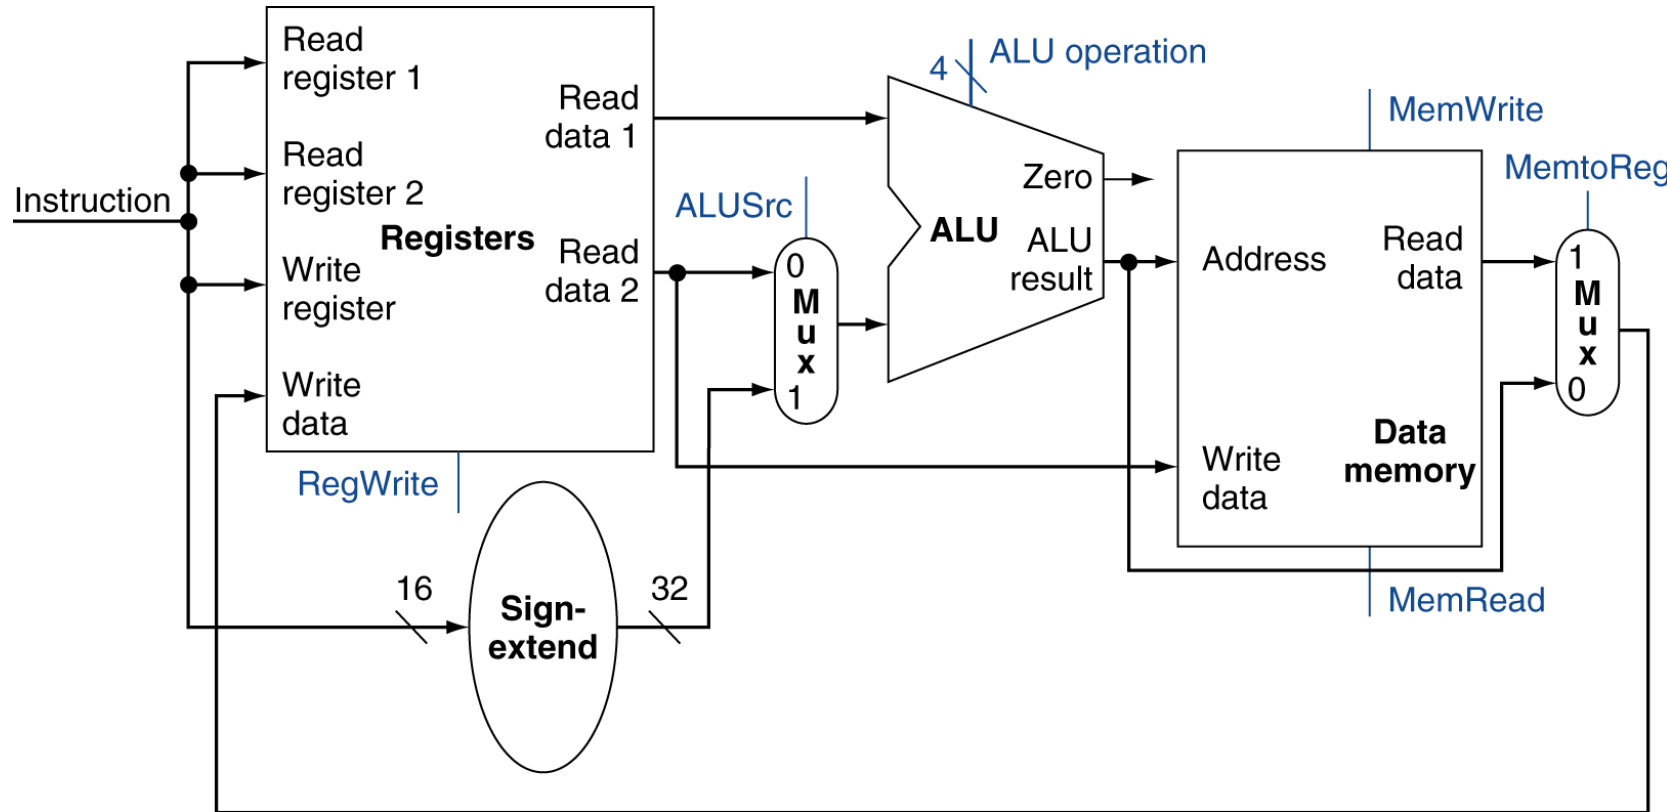 Instruction
Read
register 1
Read
register 2
Registers
Write
register
Write
data
Read
data 1
Read
data 2
RegWrite
16
Sign-
extend
32
ALUSrc
0
M
u
x
1
4
ALU operation
Zero
ALU
ALU
result
MemWrite
Address
Read
data
Write
data
Data
memory
MemRead
MemtoReg
1
M
u
x
0